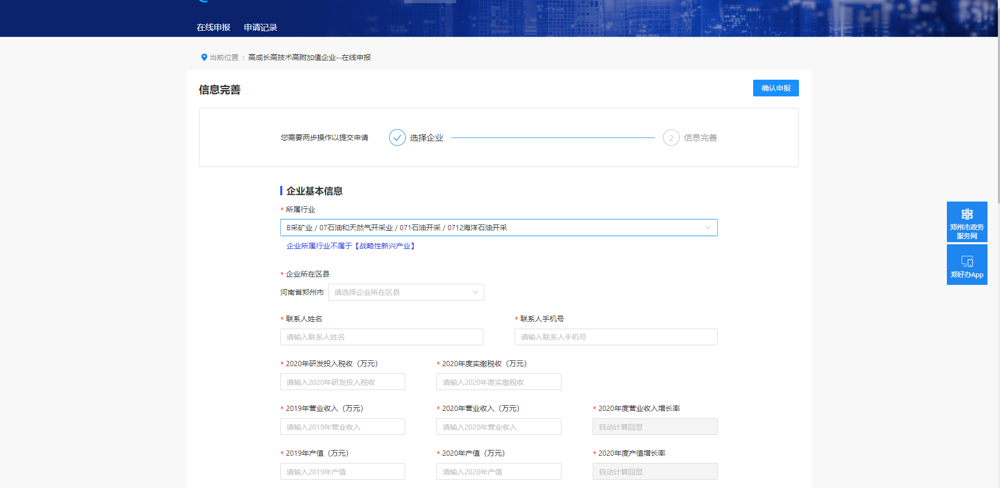 在线申报 申请记录
当前位置 : 高成长高技术高附加值企业--在线申报
信息完善
确认申报
您需要两步操作以提交申请 选择企业 2 信息完善
企业基本信息
* 所属行业
B采矿业 / 07石油和天然气开采业 / 071石油开采 / 0712海洋石油开采
企业所属行业不属于【战略性新兴产业】
* 企业所在区县
河南省郑州市 请选择企业所在区县
* 联系人姓名 * 联系人手机号
请输入联系人姓名 请输入联系人手机号
* 2020年研发投入税收（万元） * 2020年度实缴税收（万元）
请输入2020年研发投入税收 请输入2020年度实缴税收
* 2019年营业收入（万元） * 2020年营业收入（万元） * 2020年度营业收入增长率
请输入2019年营业收入 请输入2020年营业收入 自动计算回显
* 2019年产值（万元） * 2020年产值（万元） * 2020年度产值增长率
请输入2019年产值 请输入2020年产值 自动计算回显
郑州市政务
服务网
郑好办App